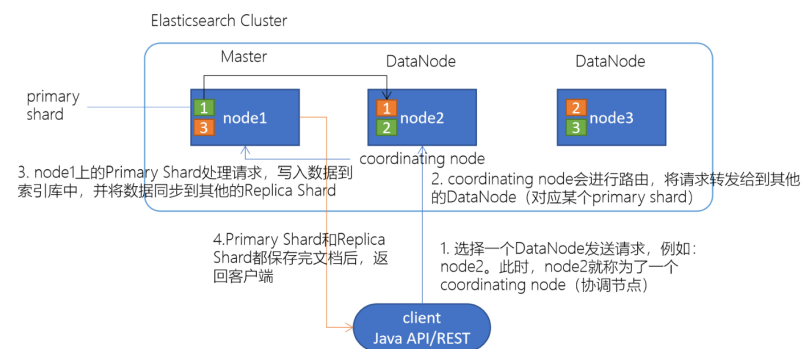 Elasticsearch Cluster
Master
DataNode
DataNode
primary
shard
1
3
node1
1
2
node2
2
3
node3
coordinating node
3. node1上的Primary Shard处理请求，写入数据到
索引库中，并将数据同步到其他的Replica Shard
2. coordinating node会进行路由，将请求转发给到其他
的DataNode（对应某个primary shard）
4.Primary Shard和Replica
Shard都保存完文档后，返
回客户端
1. 选择一个DataNode发送请求，例如：
node2。此时，node2就称为了一个
coordinating node（协调节点）
client
Java API/REST